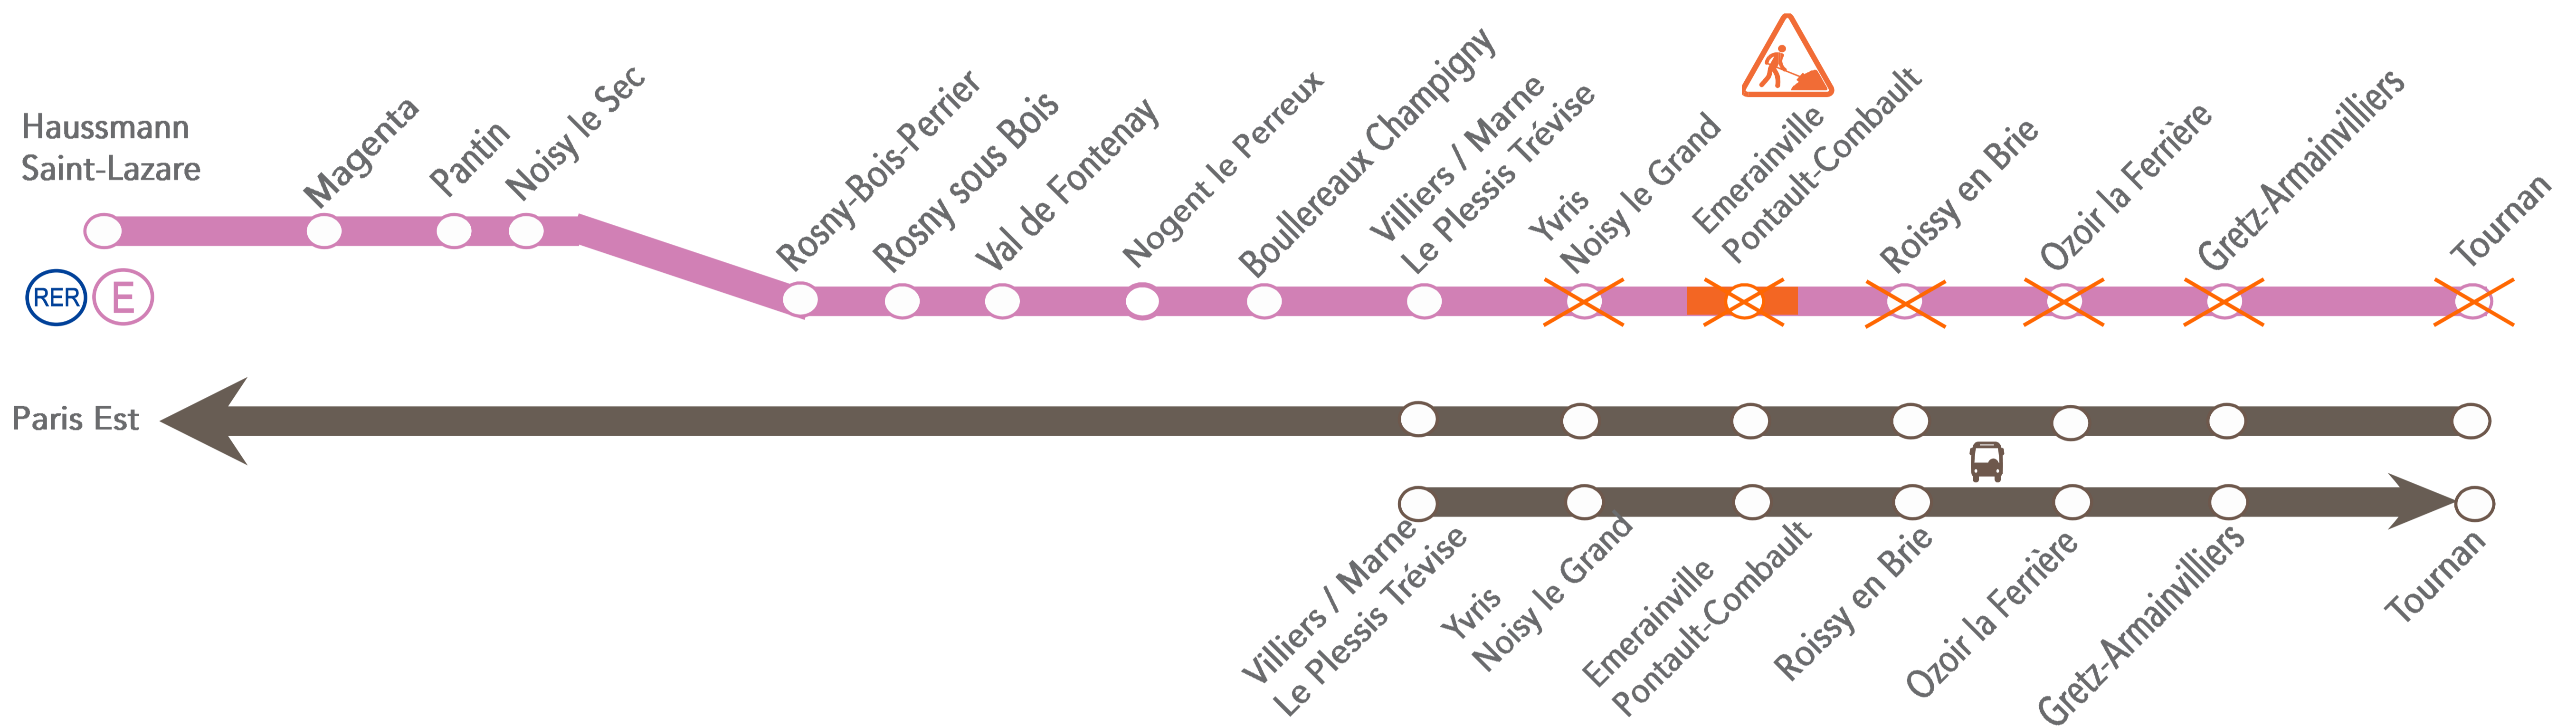 Haussmann
Saint-Lazare
Magenta
Pantin
Noisy le Sec
Rosny-Bois-Perrier
Rosny sous Bois
Val de Fontenay
Nogent le Perreux
Boullereaux Champigny
Villiers / Marne
Le Plessis Trévise
Yvris
Noisy le Grand
Emerainville
Pontault-Combault
Roissy en Brie
Ozoir la Ferrière
Gretz-Armainvilliers
Tournan
RER E
Paris Est
Villiers / Marne
Le Plessis Trévise
Yvris
Noisy le Grand
Emerainville
Pontault-Combault
Roissy en Brie
Ozoir la Ferrière
Gretz-Armainvilliers
Tournan